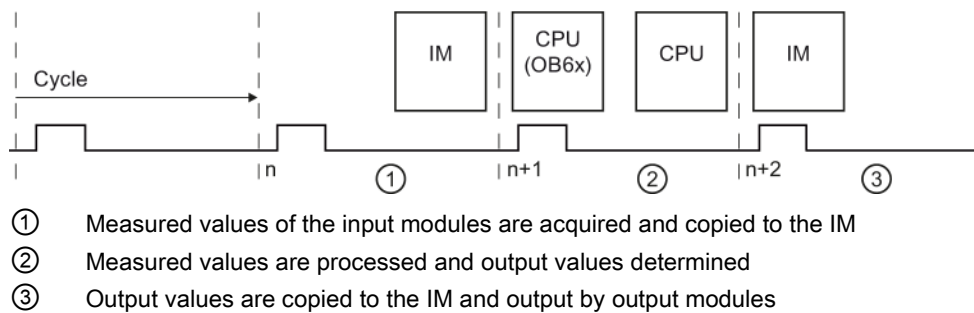 Cycle
IM
CPU
(OB6x)
CPU
IM
n
①
n+1
②
n+2
③
① Measured values of the input modules are acquired and copied to the IM
② Measured values are processed and output values determined
③ Output values are copied to the IM and output by output modules